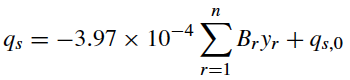 q_s = −3.97 × 10^{−4} \sum_{r=1}^{n} B_r y_r + q_{s,0}